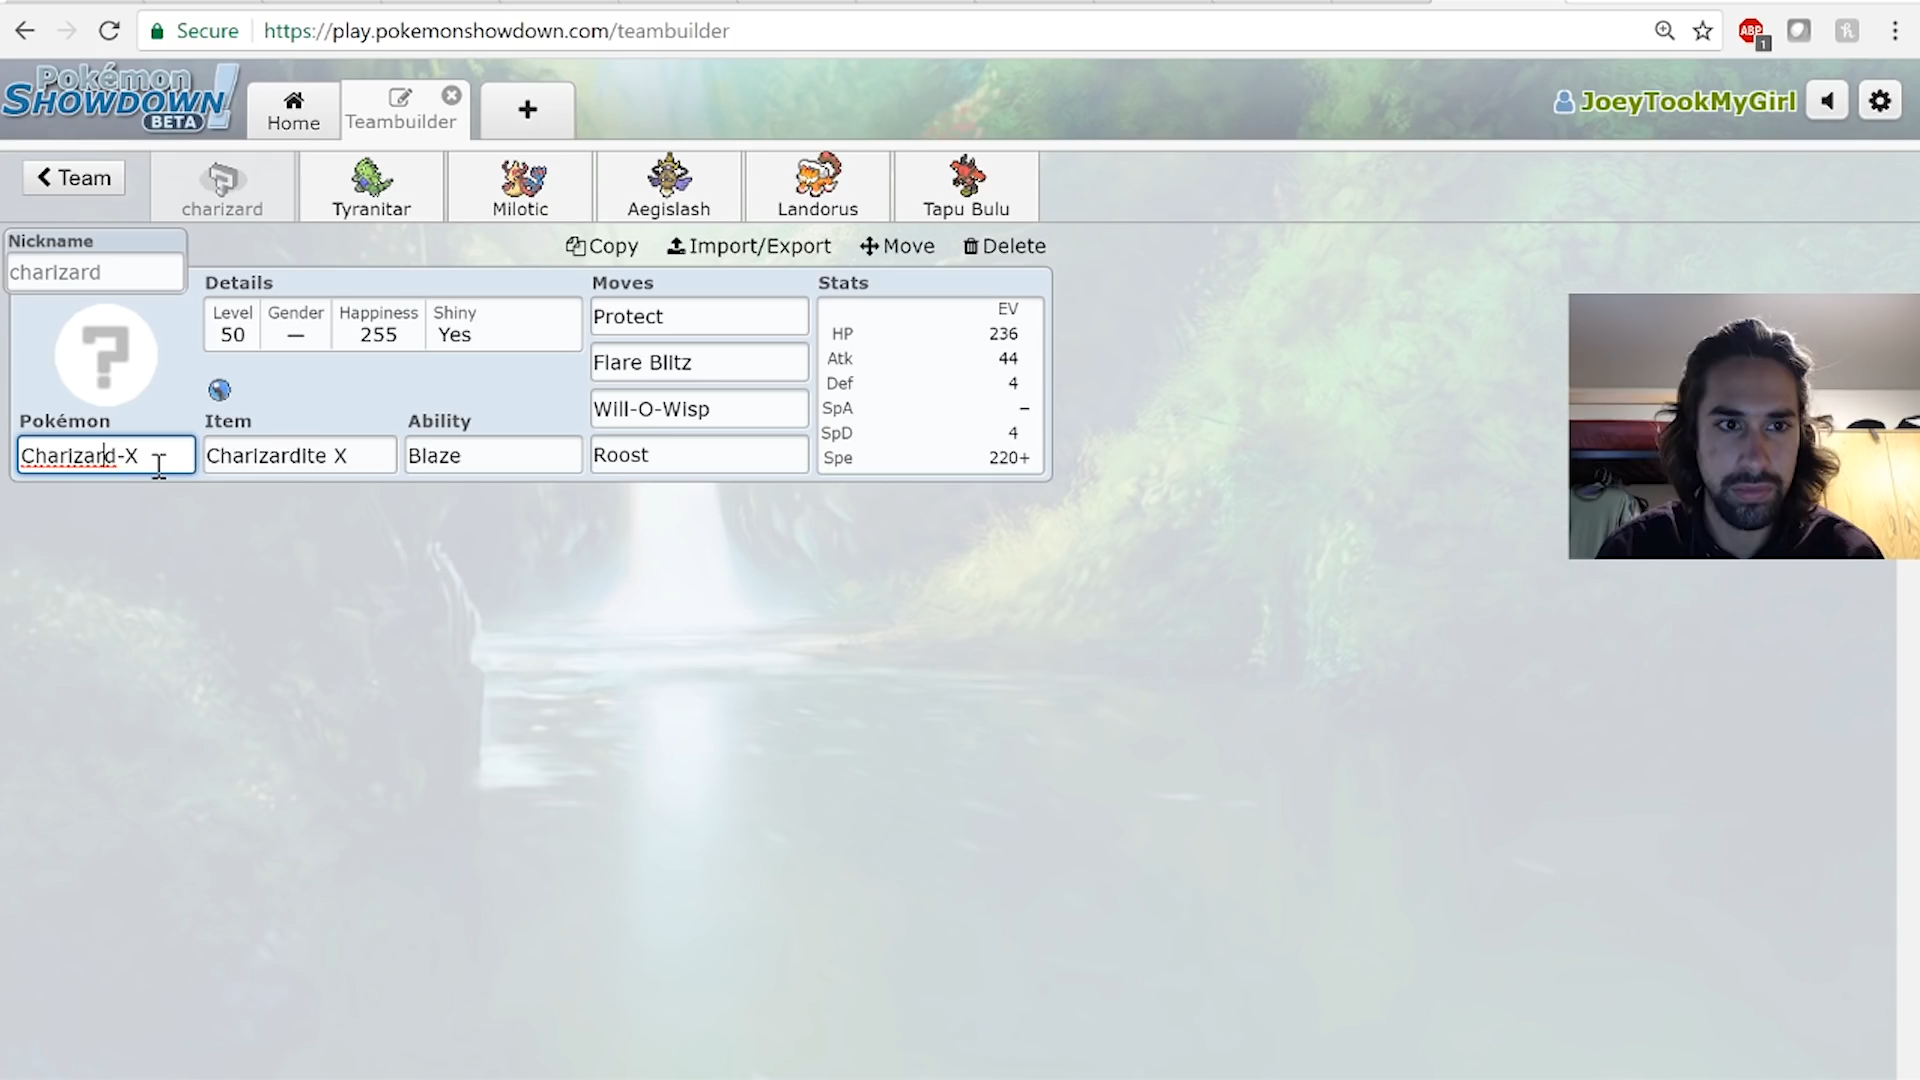 Secure https://play.pokemonshowdown.com/teambuilder
ABP
1
Pokémon
SHOWDOWN!
BETA
Home
Teambuilder
+
JoeyTookMyGirl
Team
charizard
Tyranitar
Milotic
Aegislash
Landorus
Tapu Bulu
Nickname
charizard
Copy
Import/Export
Move
Delete
Details
Moves
Stats
Level
Gender
Happiness
Shiny
50
—
255
Yes
Pokémon
Item
Ability
Charizard-X
Charizardite X
Blaze
Protect
Flare Blitz
Will-O-Wisp
Roost
EV
HP 236
Atk 44
Def 4
SpA –
SpD 4
Spe 220+